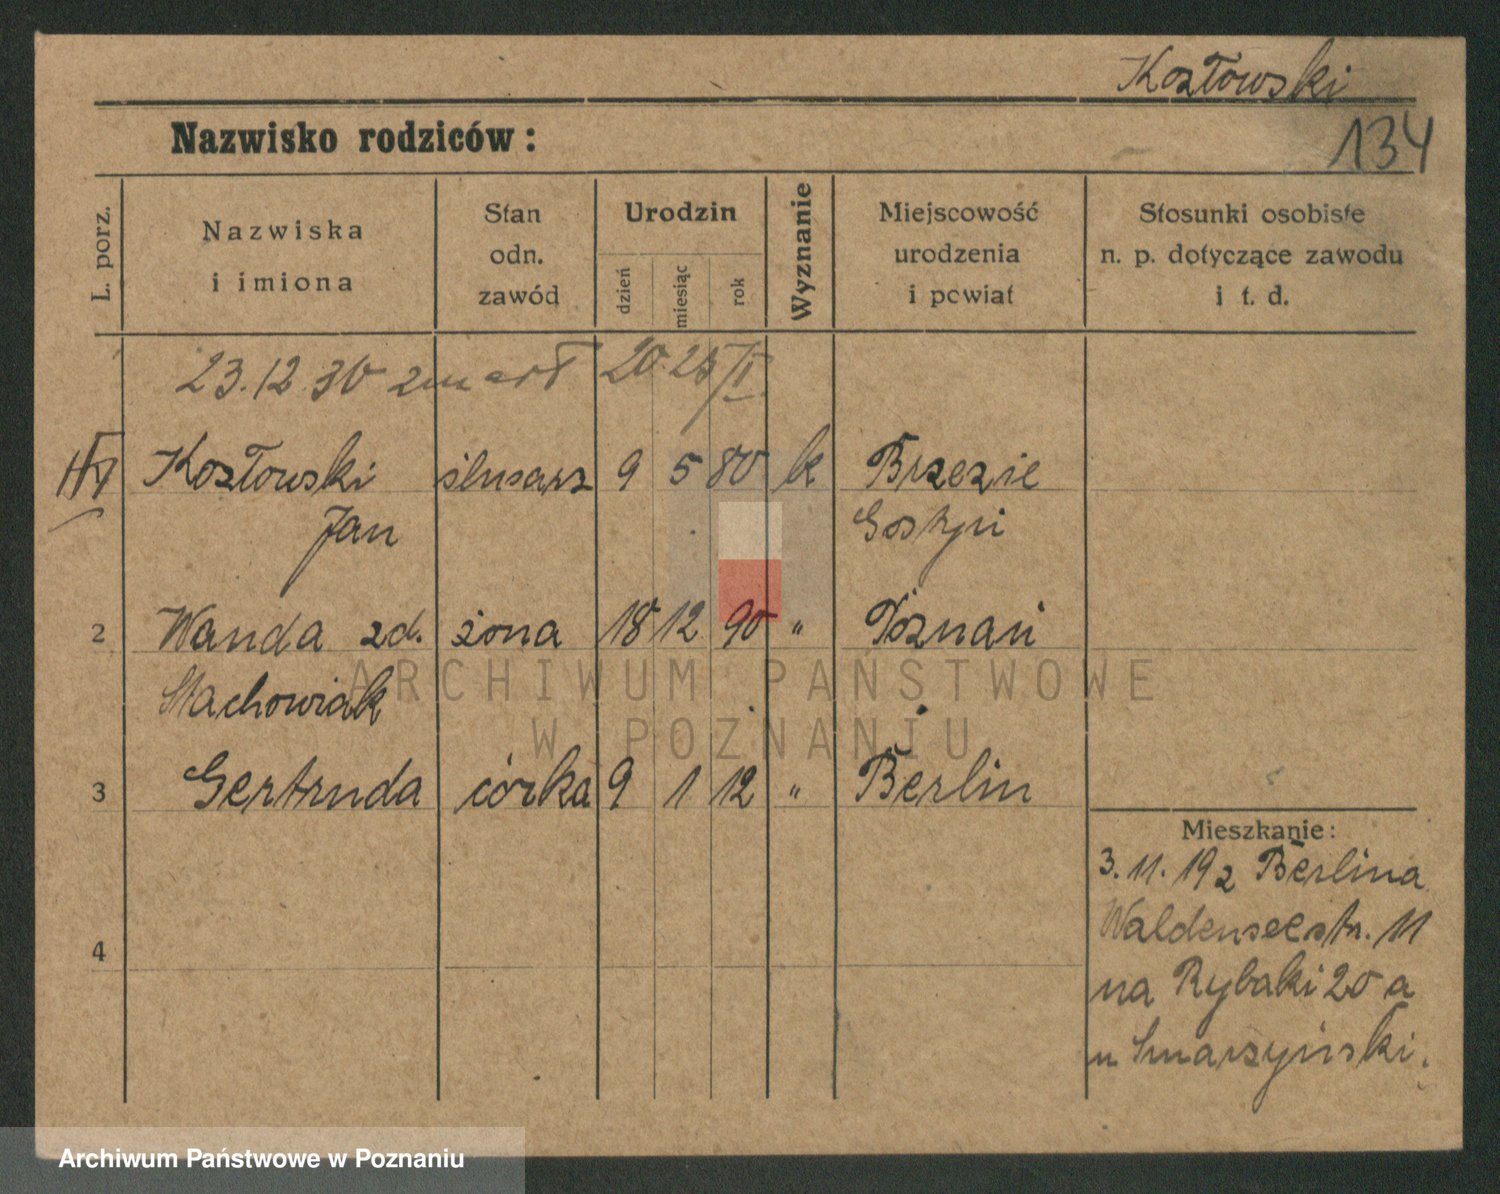 Kozłowski
Nazwisko rodziców:
134
L. porz.
Nazwiska
i imiona
Stan
odn.
zawód
Urodzin
dzień
miesiąc
rok
Wyznanie
Miejscowość
urodzenia
i powiat
Stosunki osobiste
n. p. dotyczące zawodu
i t. d.
23.12.30 zmarł 20.
Kozłowski ślusarz 9 5 80 k Brzezie
Jan Gostyń
2 Wanda zd. żona 18 12 90 " Poznań
Stachowiak
3 Gertruda córka 9 1 12 " Berlin
Mieszkanie:
3. 11. 19 z Berlina
Waldenseestr. 11
na Rybaki 20 a
u Smarzyński.
4
ARCHIWUM PAŃSTWOWE
W POZNANIU
Archiwum Państwowe w Poznaniu